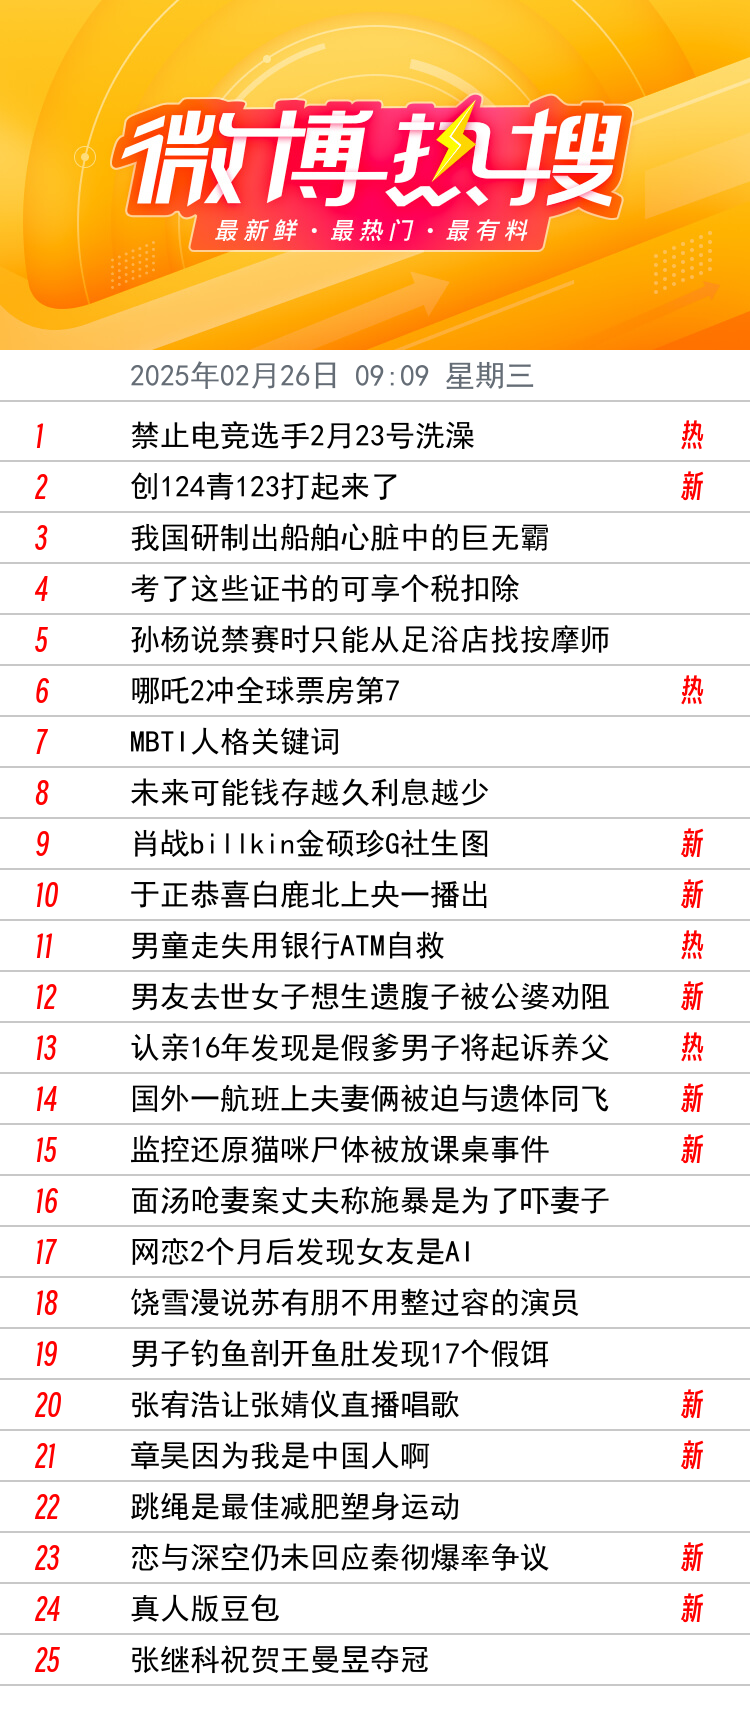 微博热搜
最新鲜·最热门·最有料
2025年02月26日 09:09 星期三
1 禁止电竞选手2月23号洗澡 热
2 创124青123打起来了 新
3 我国研制出船舶心脏中的巨无霸
4 考了这些证书的可享个税扣除
5 孙杨说禁赛时只能从足浴店找按摩师
6 哪吒2冲全球票房第7 热
7 MBTI人格关键词
8 未来可能钱存越久利息越少
9 肖战billkin金硕珍G社生图 新
10 于正恭喜白鹿北上央一播出 新
11 男童走失用银行ATM自救 热
12 男友去世女子想生遗腹子被公婆劝阻 新
13 认亲16年发现是假爹男子将起诉养父 热
14 国外一航班上夫妻俩被迫与遗体同飞 新
15 监控还原猫咪尸体被放课桌事件 新
16 面汤呛妻案丈夫称施暴是为了吓妻子
17 网恋2个月后发现女友是AI
18 饶雪漫说苏有朋不用整过容的演员
19 男子钓鱼剖开鱼肚发现17个假饵
20 张宥浩让张婧仪直播唱歌 新
21 章昊因为我是中国人啊 新
22 跳绳是最佳减肥塑身运动
23 恋与深空仍未回应秦彻爆率争议 新
24 真人版豆包 新
25 张继科祝贺王曼昱夺冠